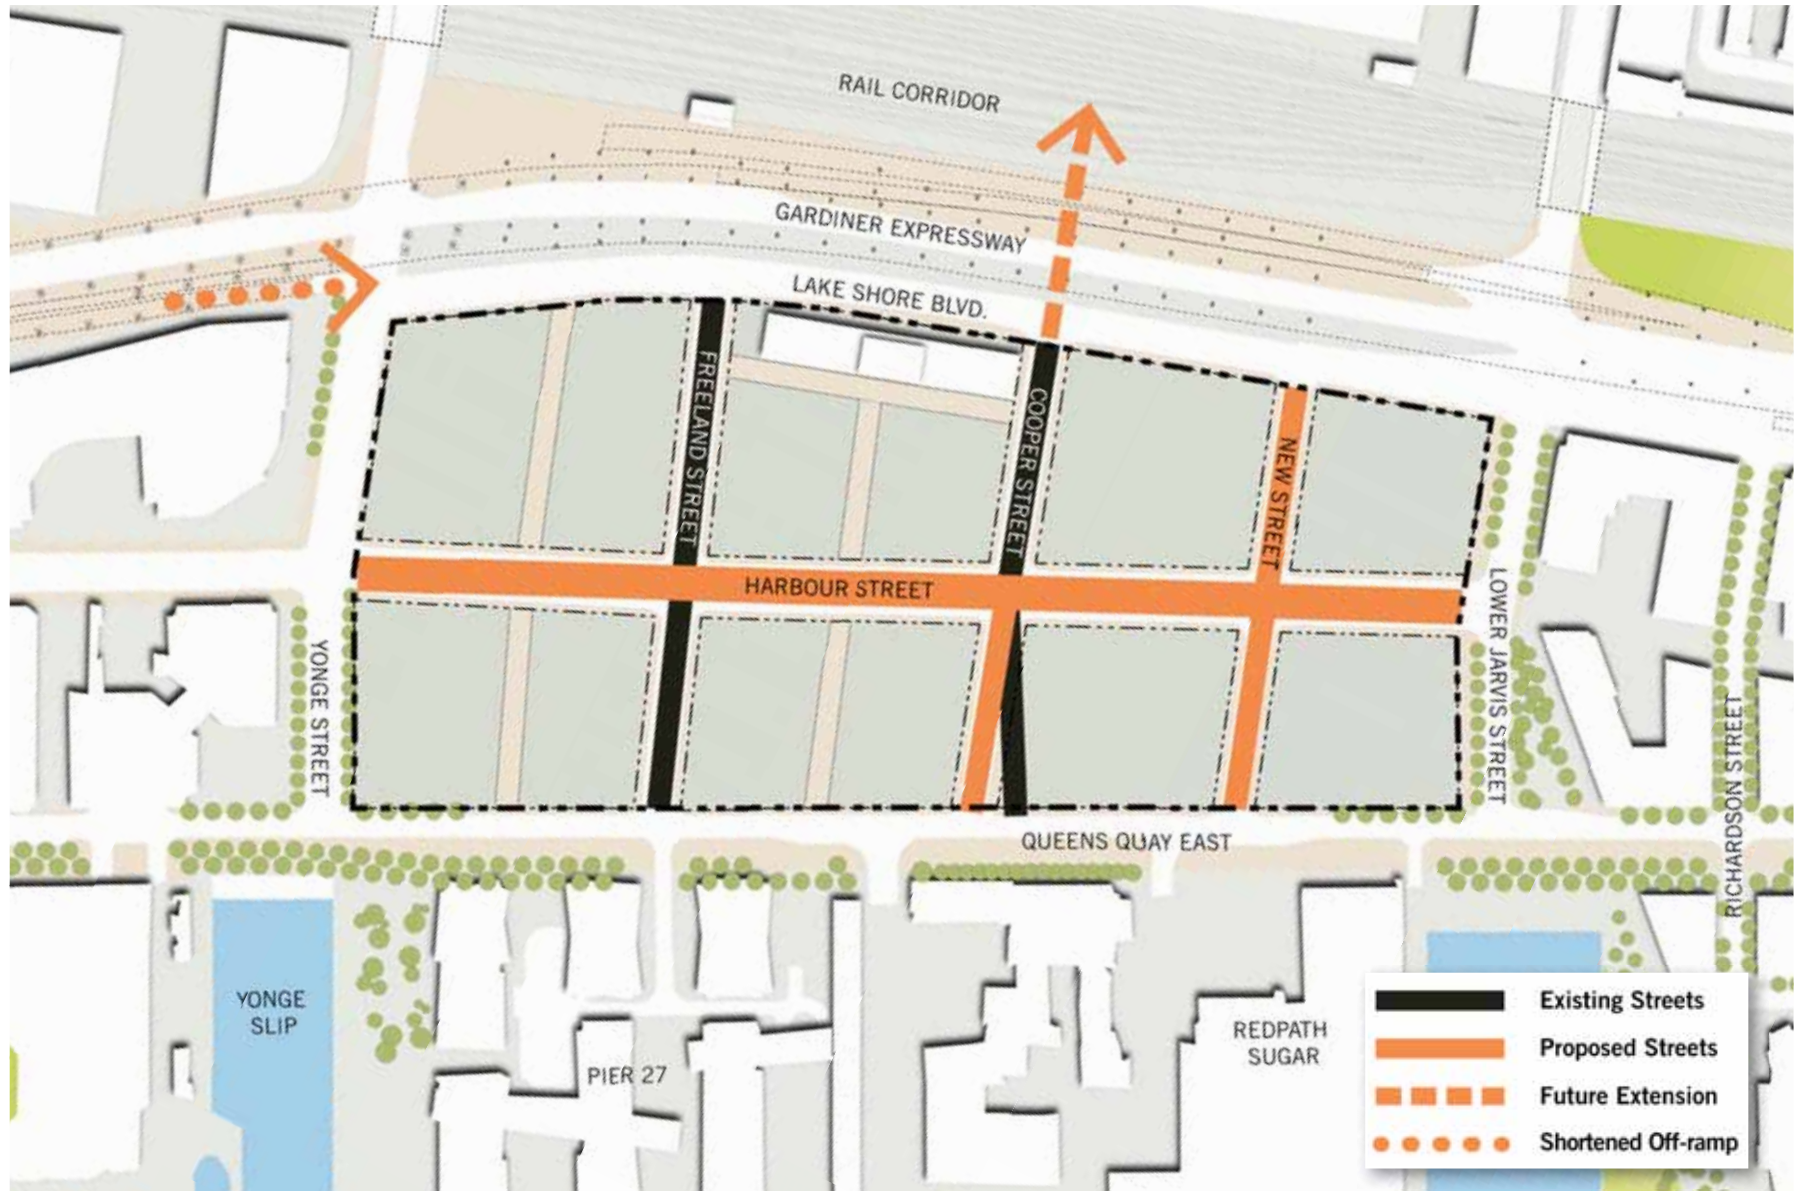 RAIL CORRIDOR
GARDINER EXPRESSWAY
LAKE SHORE BLVD.
FREELAND STREET
COOPER STREET
NEW STREET
HARBOUR STREET
YONGE STREET
LOWER JARVIS STREET
RICHARDSON STREET
QUEENS QUAY EAST
YONGE
SLIP
PIER 27
REDPATH
SUGAR
Existing Streets
Proposed Streets
Future Extension
Shortened Off-ramp